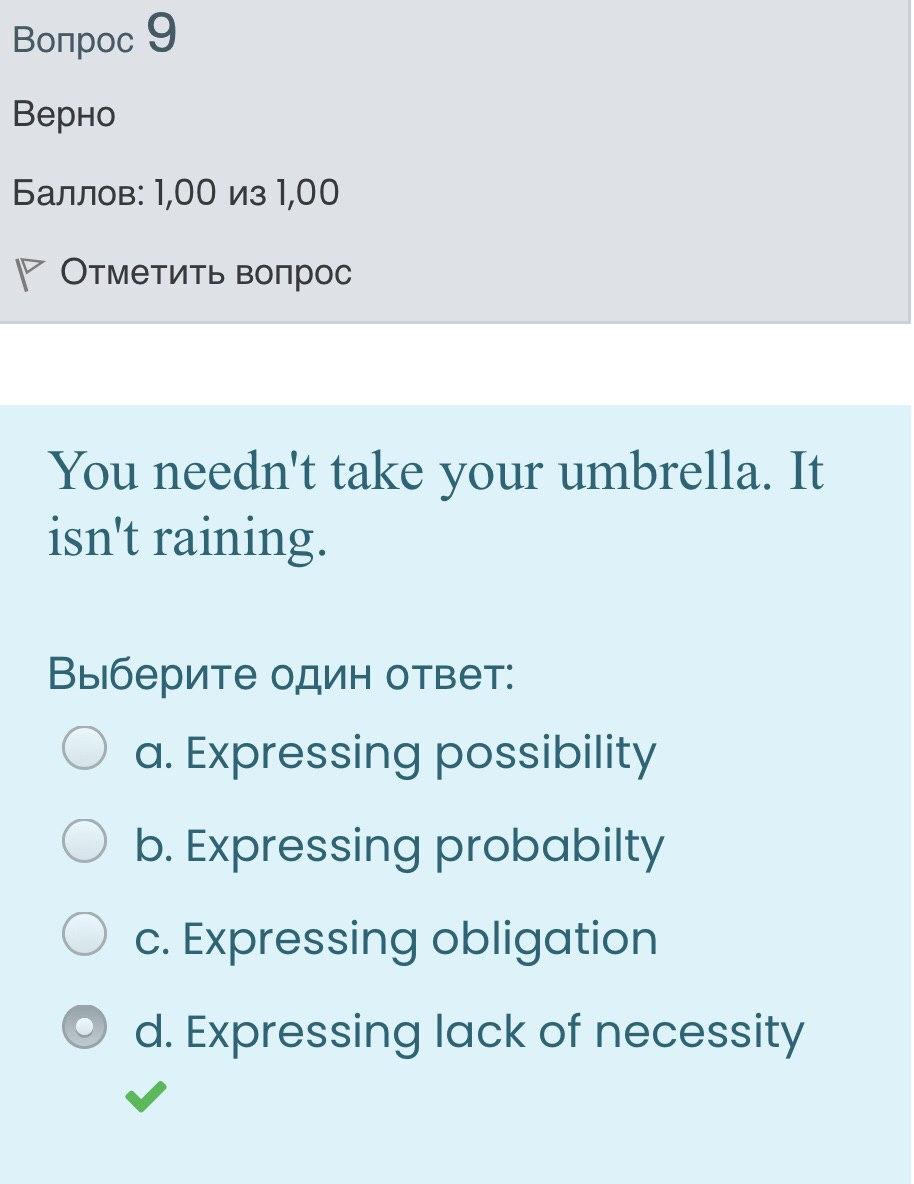 Вопрос 9
Верно
Баллов: 1,00 из 1,00
Отметить вопрос
You needn't take your umbrella. It
isn't raining.
Выберите один ответ:
a. Expressing possibility
b. Expressing probabilty
c. Expressing obligation
d. Expressing lack of necessity